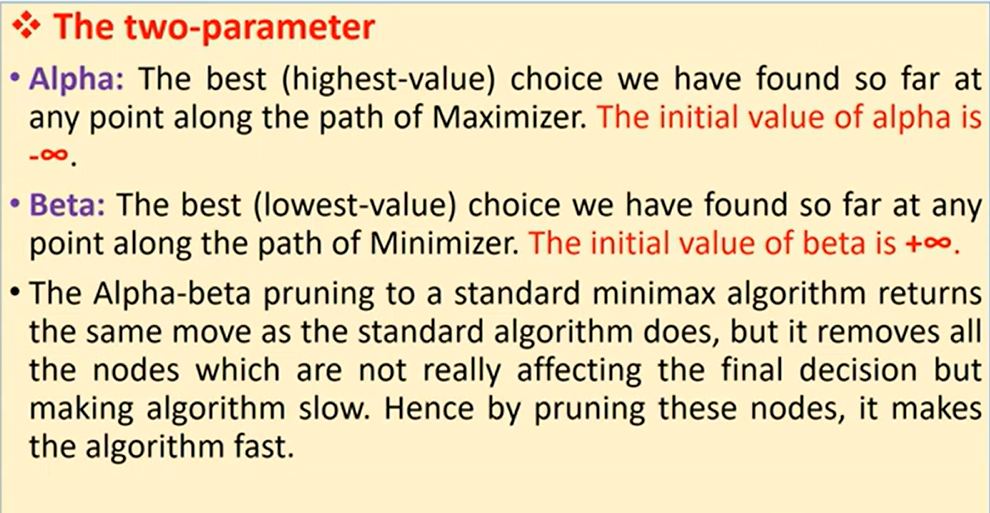 ❖ The two-parameter
• Alpha: The best (highest-value) choice we have found so far at
any point along the path of Maximizer. The initial value of alpha is
-∞.
• Beta: The best (lowest-value) choice we have found so far at any
point along the path of Minimizer. The initial value of beta is +∞.
• The Alpha-beta pruning to a standard minimax algorithm returns
the same move as the standard algorithm does, but it removes all
the nodes which are not really affecting the final decision but
making algorithm slow. Hence by pruning these nodes, it makes
the algorithm fast.